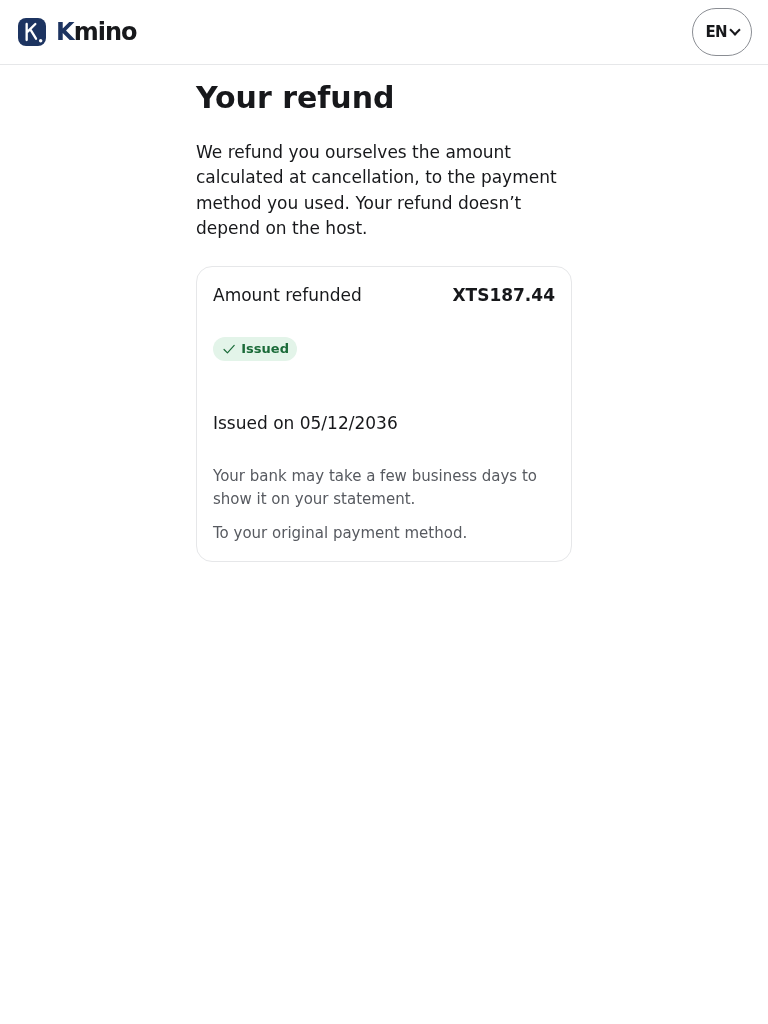 K. Kmino
EN
Your refund
We refund you ourselves the amount
calculated at cancellation, to the payment
method you used. Your refund doesn’t
depend on the host.
Amount refunded XTS187.44
Issued
Issued on 05/12/2036
Your bank may take a few business days to
show it on your statement.
To your original payment method.